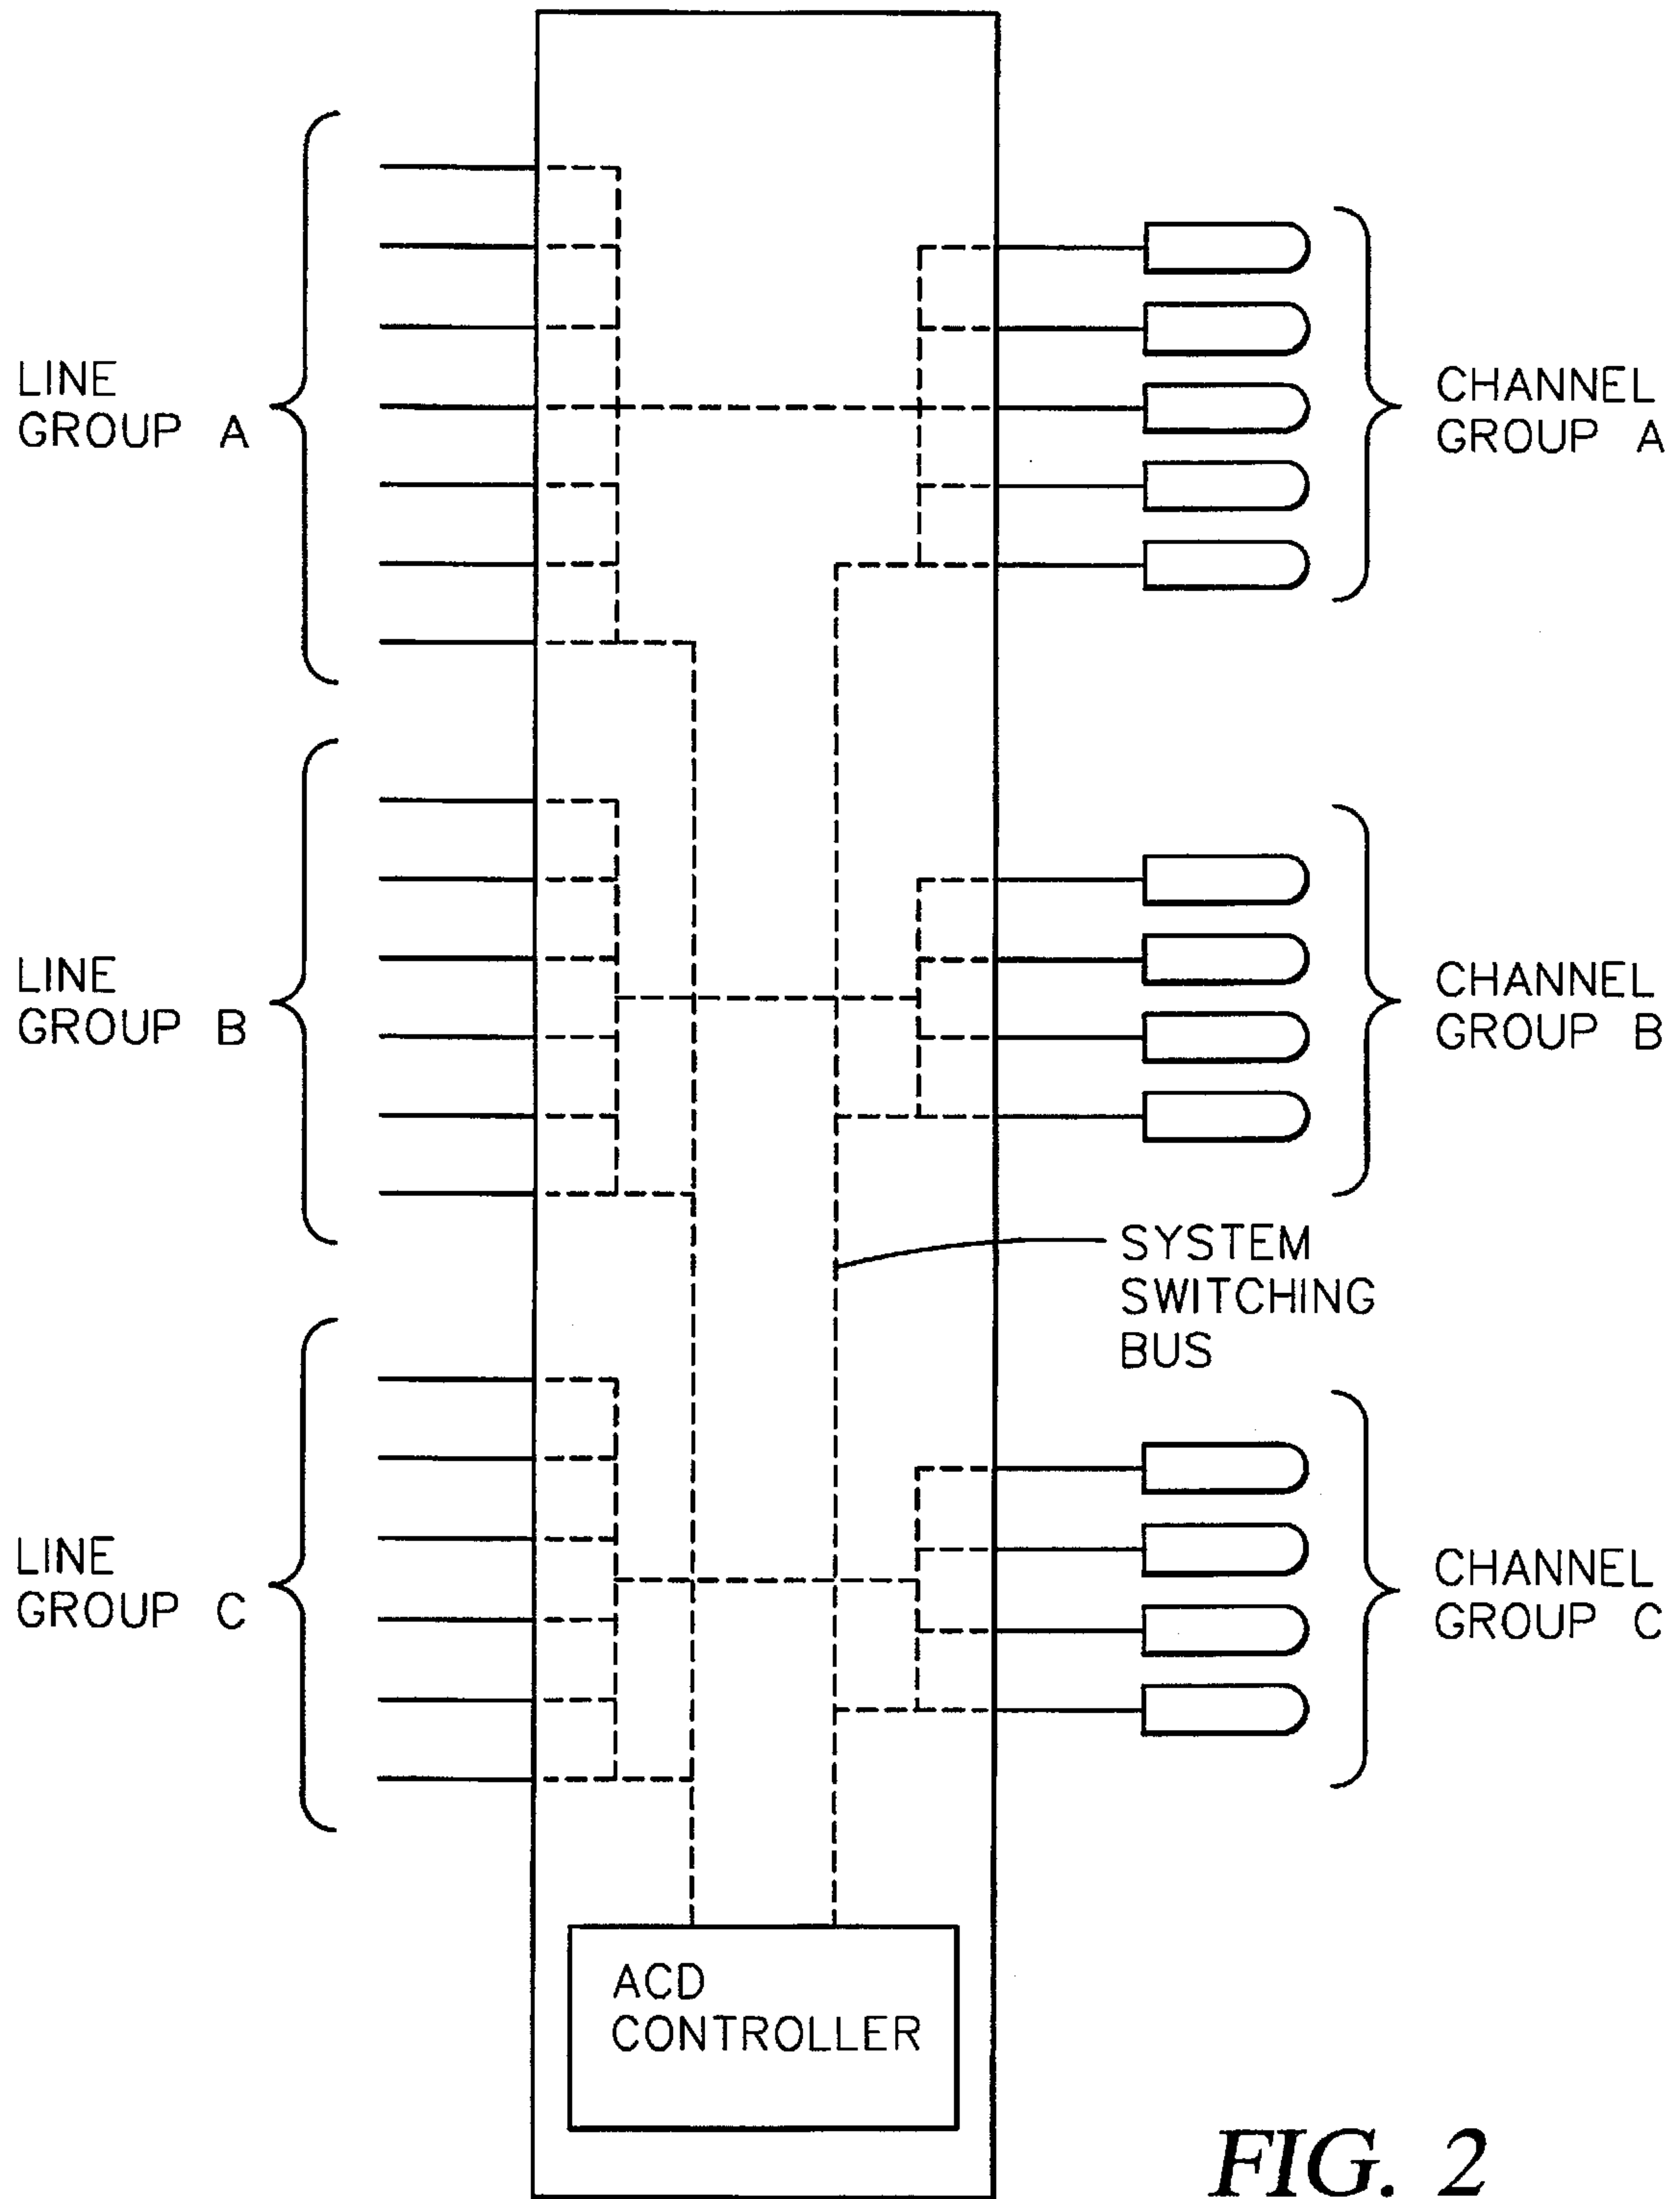 LINE
GROUP A
CHANNEL
GROUP A
LINE
GROUP B
CHANNEL
GROUP B
SYSTEM
SWITCHING
BUS
LINE
GROUP C
CHANNEL
GROUP C
ACD
CONTROLLER
FIG. 2